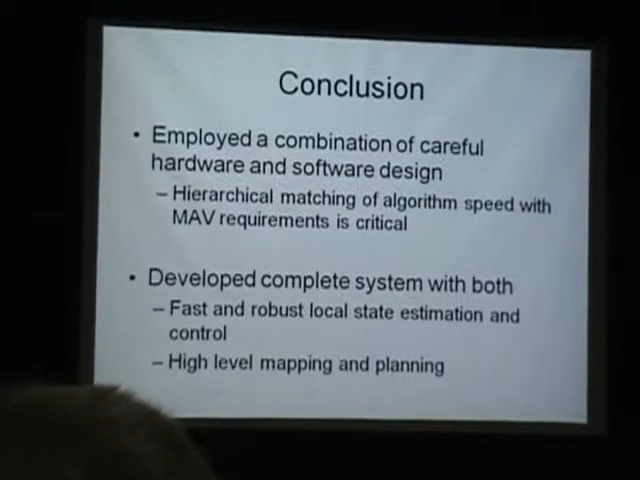 Conclusion
• Employed a combination of careful
hardware and software design
– Hierarchical matching of algorithm speed with
MAV requirements is critical
• Developed complete system with both
– Fast and robust local state estimation and
control
– High level mapping and planning